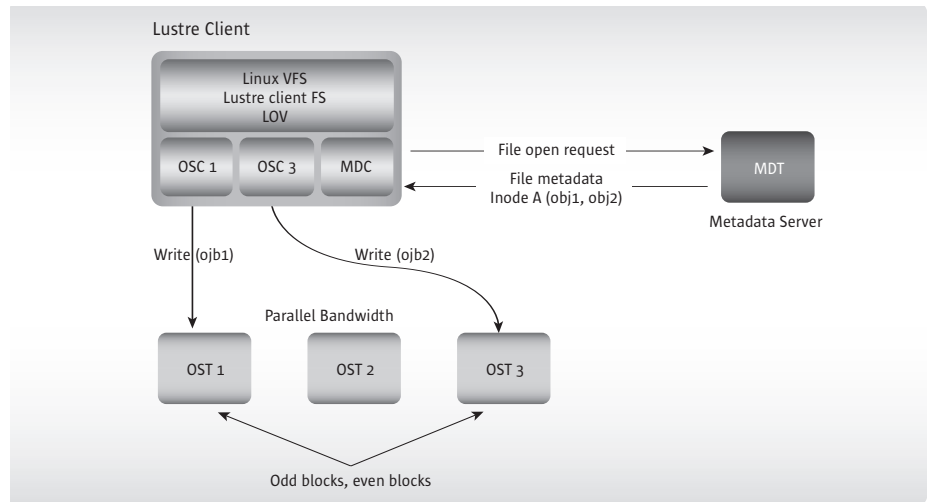 Lustre Client
Linux VFS
Lustre client FS
LOV
OSC 1
OSC 3
MDC
File open request
File metadata
Inode A (obj1, obj2)
MDT
Metadata Server
Write (ojb1)
Write (ojb2)
Parallel Bandwidth
OST 1
OST 2
OST 3
Odd blocks, even blocks